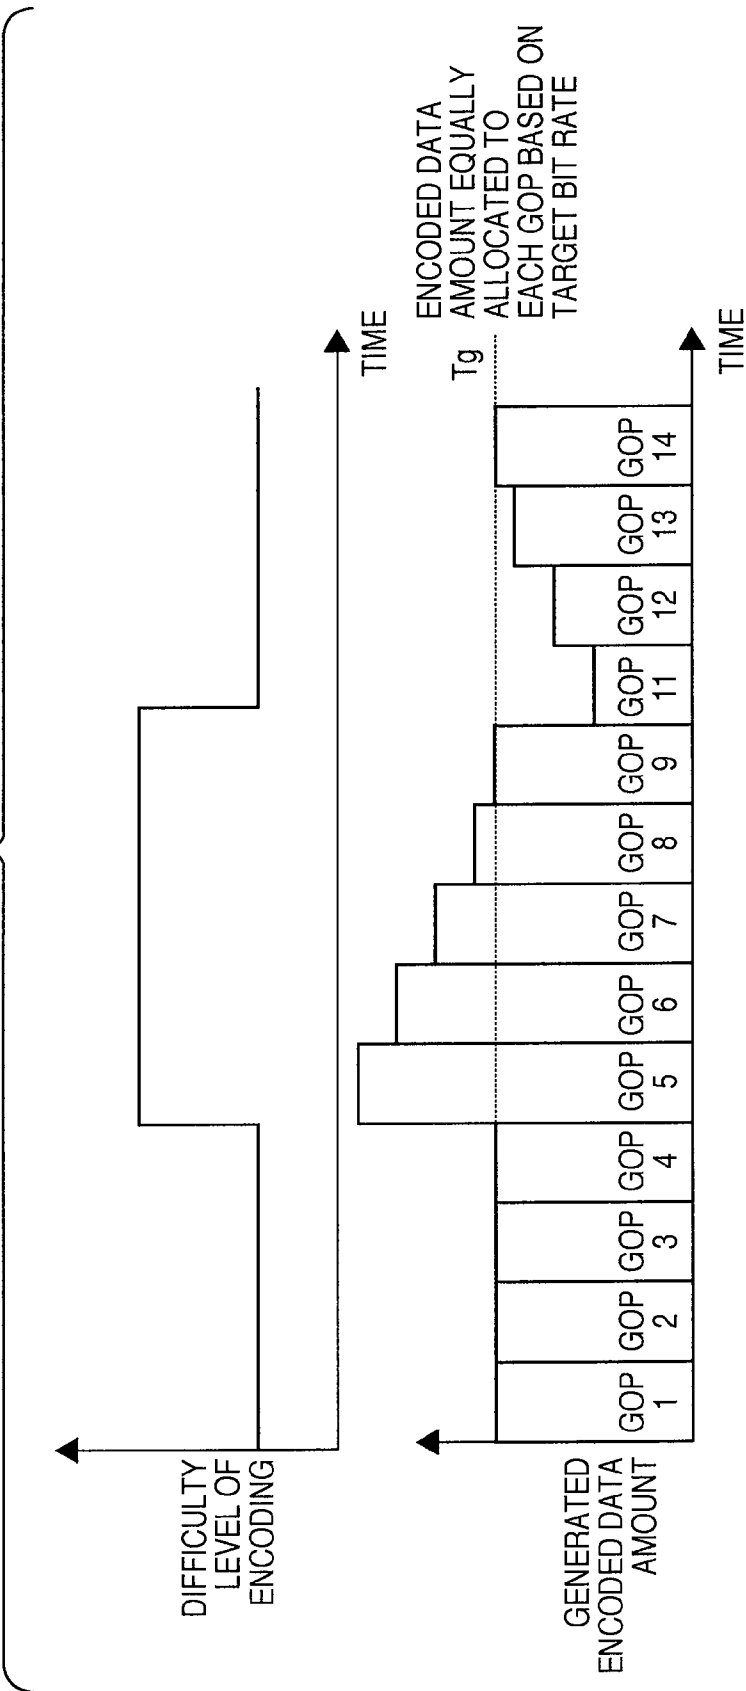 DIFFICULTY
LEVEL OF
ENCODING
TIME
GENERATED
ENCODED DATA
AMOUNT
GOP
1
GOP
2
GOP
3
GOP
4
GOP
5
GOP
6
GOP
7
GOP
8
GOP
9
GOP
11
GOP
12
GOP
13
GOP
14
Tg
ENCODED DATA
AMOUNT EQUALLY
ALLOCATED TO
EACH GOP BASED ON
TARGET BIT RATE
TIME